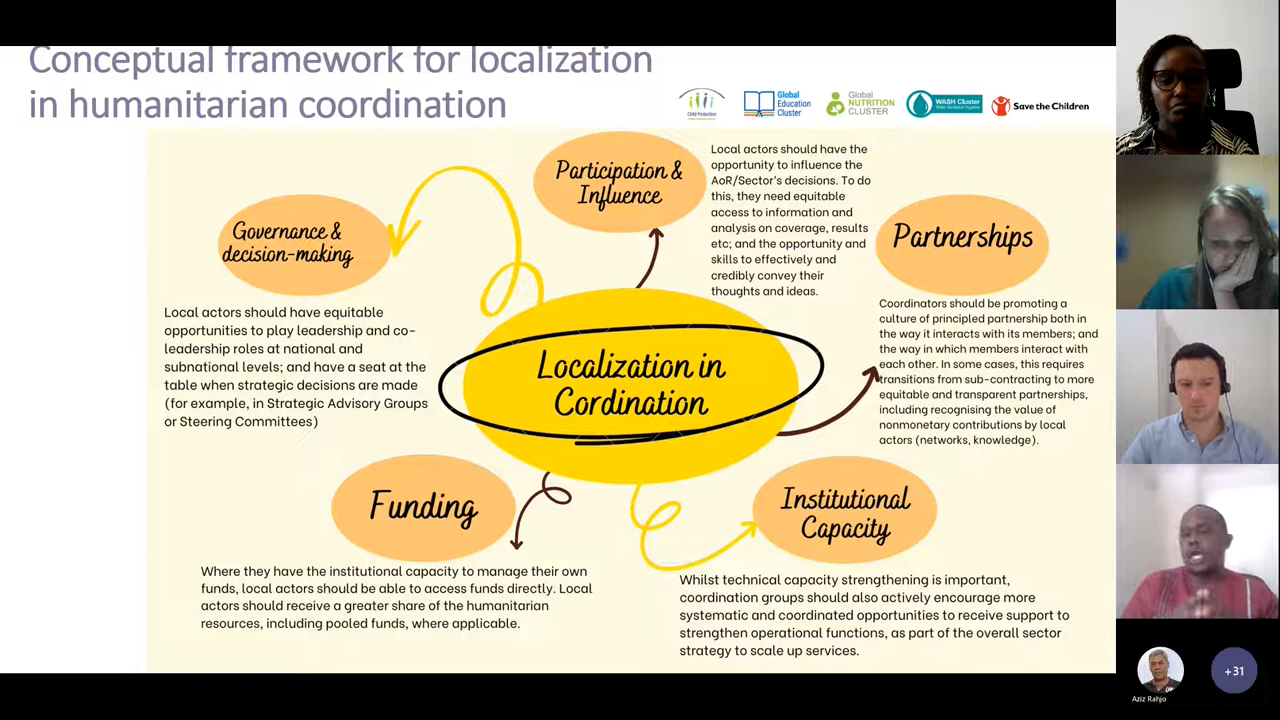 Conceptual framework for localization
in humanitarian coordination
Child Protection
Global
Education
Cluster
Global
NUTRITION
CLUSTER
WASH Cluster
Water Sanitation Hygiene
Save the Children
Participation &
Influence
Local actors should have the
opportunity to influence the
AoR/Sector's decisions. To do
this, they need equitable
access to information and
analysis on coverage, results
etc; and the opportunity and
skills to effectively and
credibly convey their
thoughts and ideas.
Governance &
decision-making
Local actors should have equitable
opportunities to play leadership and co-
leadership roles at national and
subnational levels; and have a seat at the
table when strategic decisions are made
(for example, in Strategic Advisory Groups
or Steering Committees)
Partnerships
Coordinators should be promoting a
culture of principled partnership both in
the way it interacts with its members; and
the way in which members interact with
each other. In some cases, this requires
transitions from sub-contracting to more
equitable and transparent partnerships,
including recognising the value of
nonmonetary contributions by local
actors (networks, knowledge).
Localization in
Cordination
Funding
Where they have the institutional capacity to manage their own
funds, local actors should be able to access funds directly. Local
actors should receive a greater share of the humanitarian
resources, including pooled funds, where applicable.
Institutional
Capacity
Whilst technical capacity strengthening is important,
coordination groups should also actively encourage more
systematic and coordinated opportunities to receive support to
strengthen operational functions, as part of the overall sector
strategy to scale up services.
Aziz Rahjo
+31